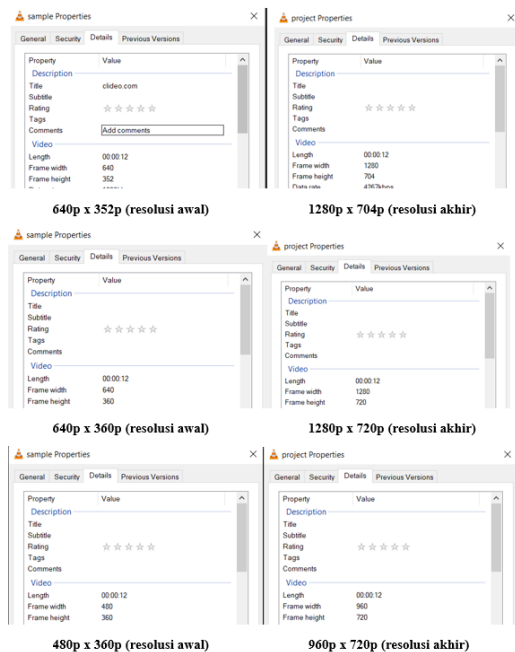 sample Properties
General Security Details Previous Versions
Property Value
Description
Title clideo.com
Subtitle
Rating
Tags
Comments Add comments
Video
Length 00:00:12
Frame width 640
Frame height 352
project Properties
General Security Details Previous Versions
Property Value
Description
Title
Subtitle
Rating
Tags
Comments
Video
Length 00:00:12
Frame width 1280
Frame height 704
Data rate 4267kbps
640p x 352p (resolusi awal)
1280p x 704p (resolusi akhir)
sample Properties
General Security Details Previous Versions
Property Value
Description
Title
Subtitle
Rating
Tags
Comments
Video
Length 00:00:12
Frame width 640
Frame height 360
project Properties
General Security Details Previous Versions
Property Value
Description
Title
Subtitle
Rating
Tags
Comments
Video
Length 00:00:12
Frame width 1280
Frame height 720
640p x 360p (resolusi awal)
1280p x 720p (resolusi akhir)
sample Properties
General Security Details Previous Versions
Property Value
Description
Title
Subtitle
Rating
Tags
Comments
Video
Length 00:00:12
Frame width 480
Frame height 360
project Properties
General Security Details Previous Versions
Property Value
Description
Title
Subtitle
Rating
Tags
Comments
Video
Length 00:00:12
Frame width 960
Frame height 720
480p x 360p (resolusi awal)
960p x 720p (resolusi akhir)